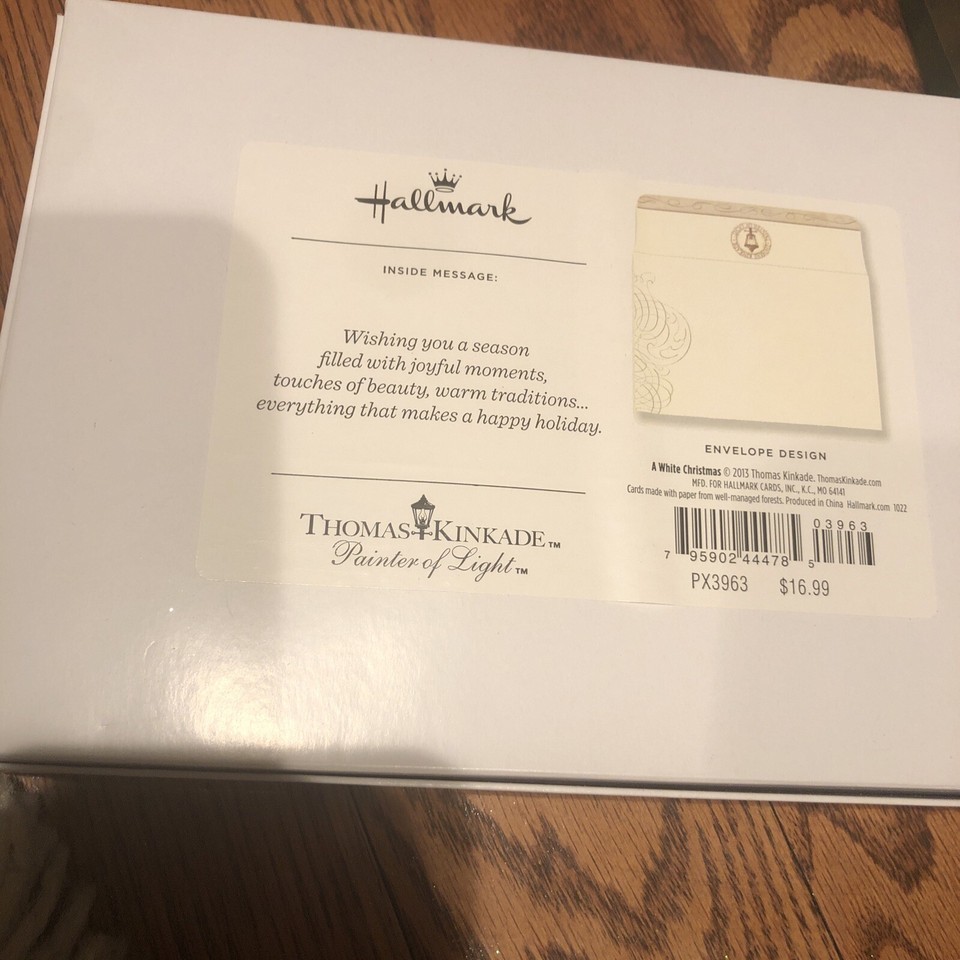 Hallmark
INSIDE MESSAGE:
Wishing you a season
filled with joyful moments,
touches of beauty, warm traditions...
everything that makes a happy holiday.
THOMAS KINKADE™
Painter of Light™
ENVELOPE DESIGN
A White Christmas © 2013 Thomas Kinkade, ThomasKinkade.com
MFD. FOR HALLMARK CARDS, INC., K.C., MO 64141
Cards made with paper from well-managed forests. Produced in China Hallmark.com 1022
03963
7 95902 44478 5
PX3963 $16.99